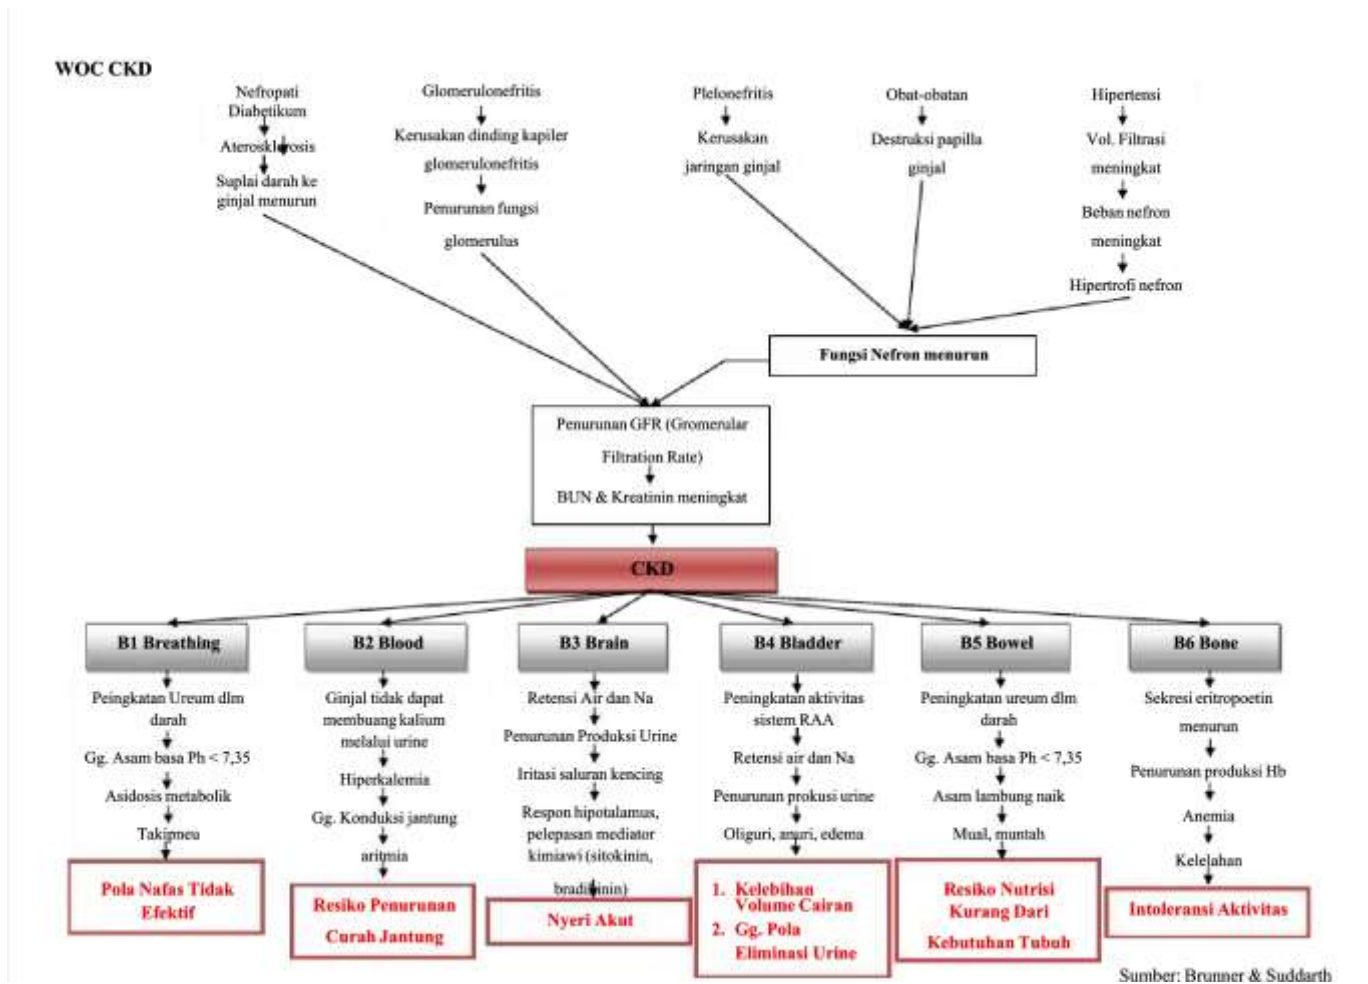 WOC CKD
Nefropati
Diabetikum
Aterosklerosis
Suplai darah ke
ginjal menurun
Glomerulonefritis
Kerusakan dinding kapiler
glomerulonefritis
Penurunan fungsi
glomerulus
Plelonefritis
Kerusakan
jaringan ginjal
Obat-obatan
Destruksi papilla
ginjal
Hipertensi
Vol. Filtrasi
meningkat
Beban nefron
meningkat
Hipertrofi nefron
Fungsi Nefron menurun
Penurunan GFR (Gromerular
Filtration Rate)
BUN & Kreatinin meningkat
CKD
B1 Breathing
Peingkatan Ureum dlm
darah
Gg. Asam basa Ph < 7,35
Asidosis metabolik
Takipneu
Pola Nafas Tidak
Efektif
B2 Blood
Ginjal tidak dapat
membuang kalium
melalui urine
Hiperkalemia
Gg. Konduksi jantung
aritmia
Resiko Penurunan
Curah Jantung
B3 Brain
Retensi Air dan Na
Penurunan Produksi Urine
Iritasi saluran kencing
Respon hipotalamus,
pelepasan mediator
kimiawi (sitokinin,
bradikinin)
Nyeri Akut
B4 Bladder
Peningkatan aktivitas
sistem RAA
Retensi air dan Na
Penurunan prokusi urine
Oliguri, anuri, edema
1. Kelebihan
Volume Cairan
2. Gg. Pola
Eliminasi Urine
B5 Bowel
Peningkatan ureum dlm
darah
Gg. Asam basa Ph < 7,35
Asam lambung naik
Mual, muntah
Resiko Nutrisi
Kurang Dari
Kebutuhan Tubuh
B6 Bone
Sekresi eritropoetin
menurun
Penurunan produksi Hb
Anemia
Kelelahan
Intoleransi Aktivitas
Sumber: Brunner & Suddarth